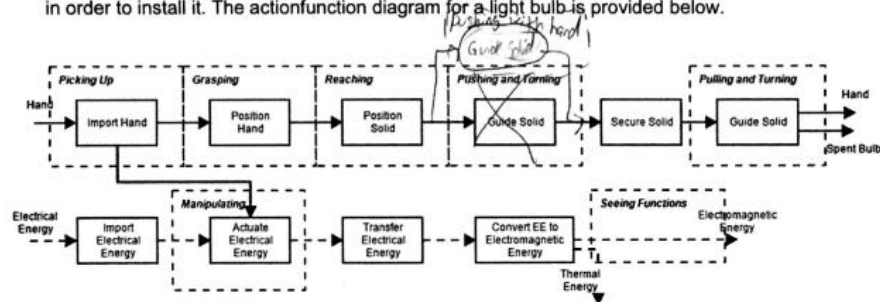 in order to install it. The actionfunction diagram for a light bulb is provided below.
Pushing with hand
Guide Solid
Picking Up
Grasping
Reaching
Pushing and Turning
Pulling and Turning
Hand
Import Hand
Position Hand
Position Solid
Guide Solid
Secure Solid
Guide Solid
Hand
Spent Bulb
Manipulating
Seeing Functions
Electrical Energy
Import Electrical Energy
Actuate Electrical Energy
Transfer Electrical Energy
Convert EE to Electromagnetic Energy
Electromagnetic Energy
Thermal Energy